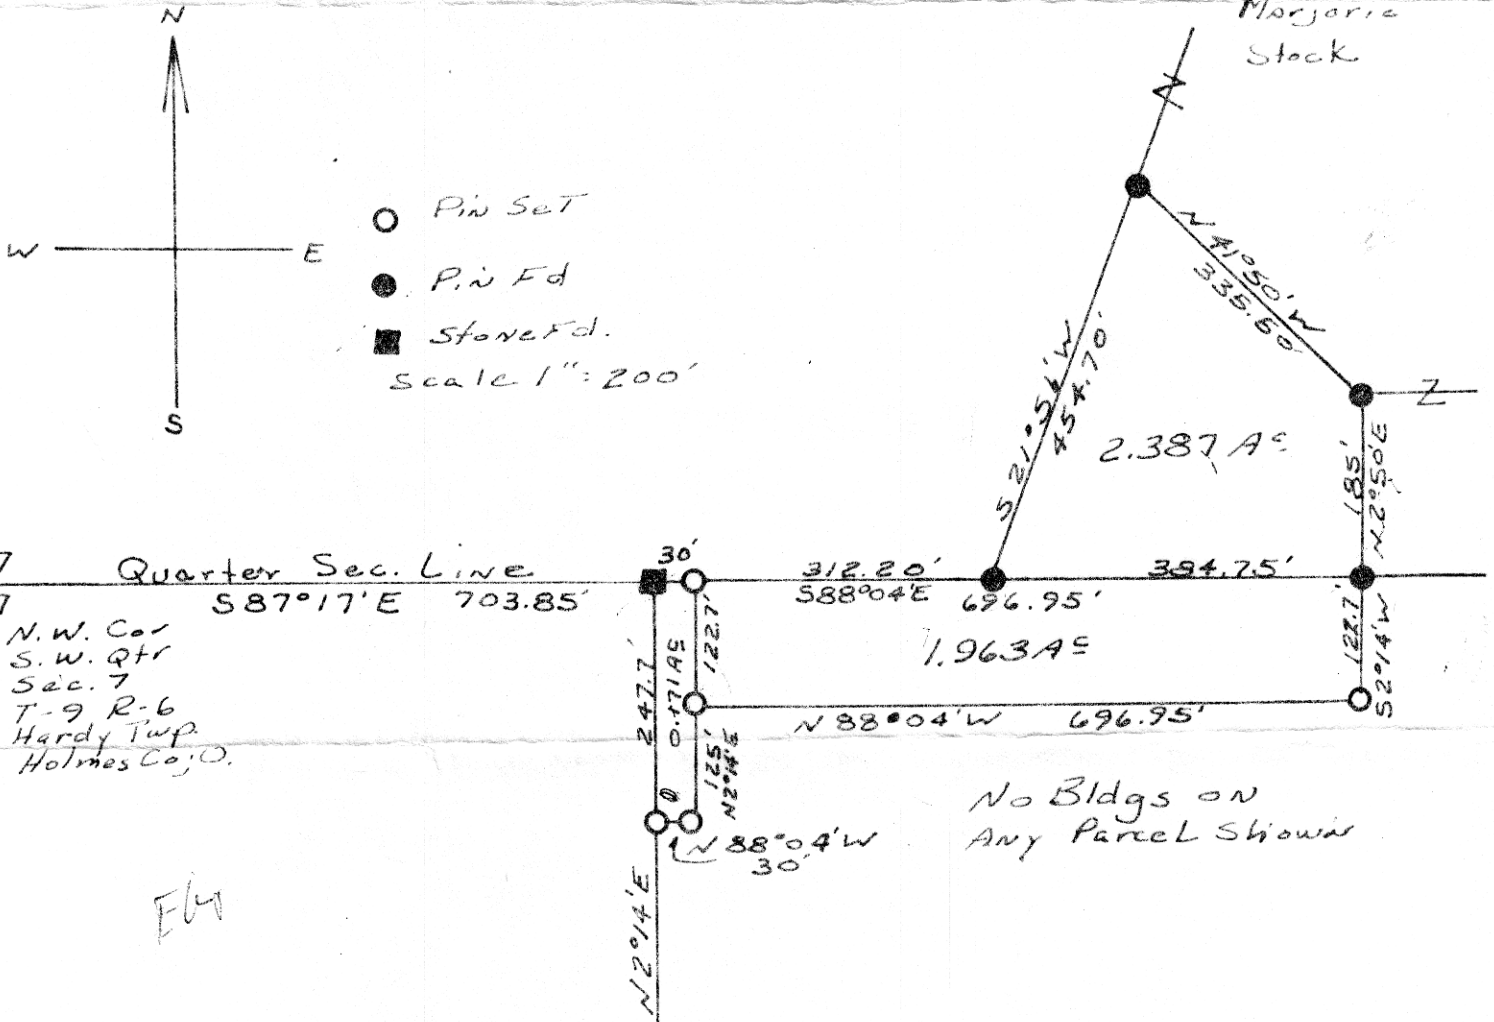 N
W E
S
Pin Set
Pin Fd
Stone Fd.
Scale 1" = 200'
Marjorie
Stock
N 41°50' W
335.60'
S 21°56' W
454.70'
2.387 Ac
185'
N 2°50' E
7
Quarter Sec. Line
30'
312.20'
384.75'
7
S 87°17' E 703.85'
S 88°04' E 696.95'
N. W. Cor
S. W. Qtr
Sec. 7
T-9 R-6
Hardy Twp.
Holmes Co; O.
247.7'
0.171 Ac
122.7'
1.963 Ac
122.7'
S 2°14' W
N 88°04' W 696.95'
125'
N 2°14' E
N 88°04' W
30'
N 2°14' E
No Bldgs on
Any Parcel Shown